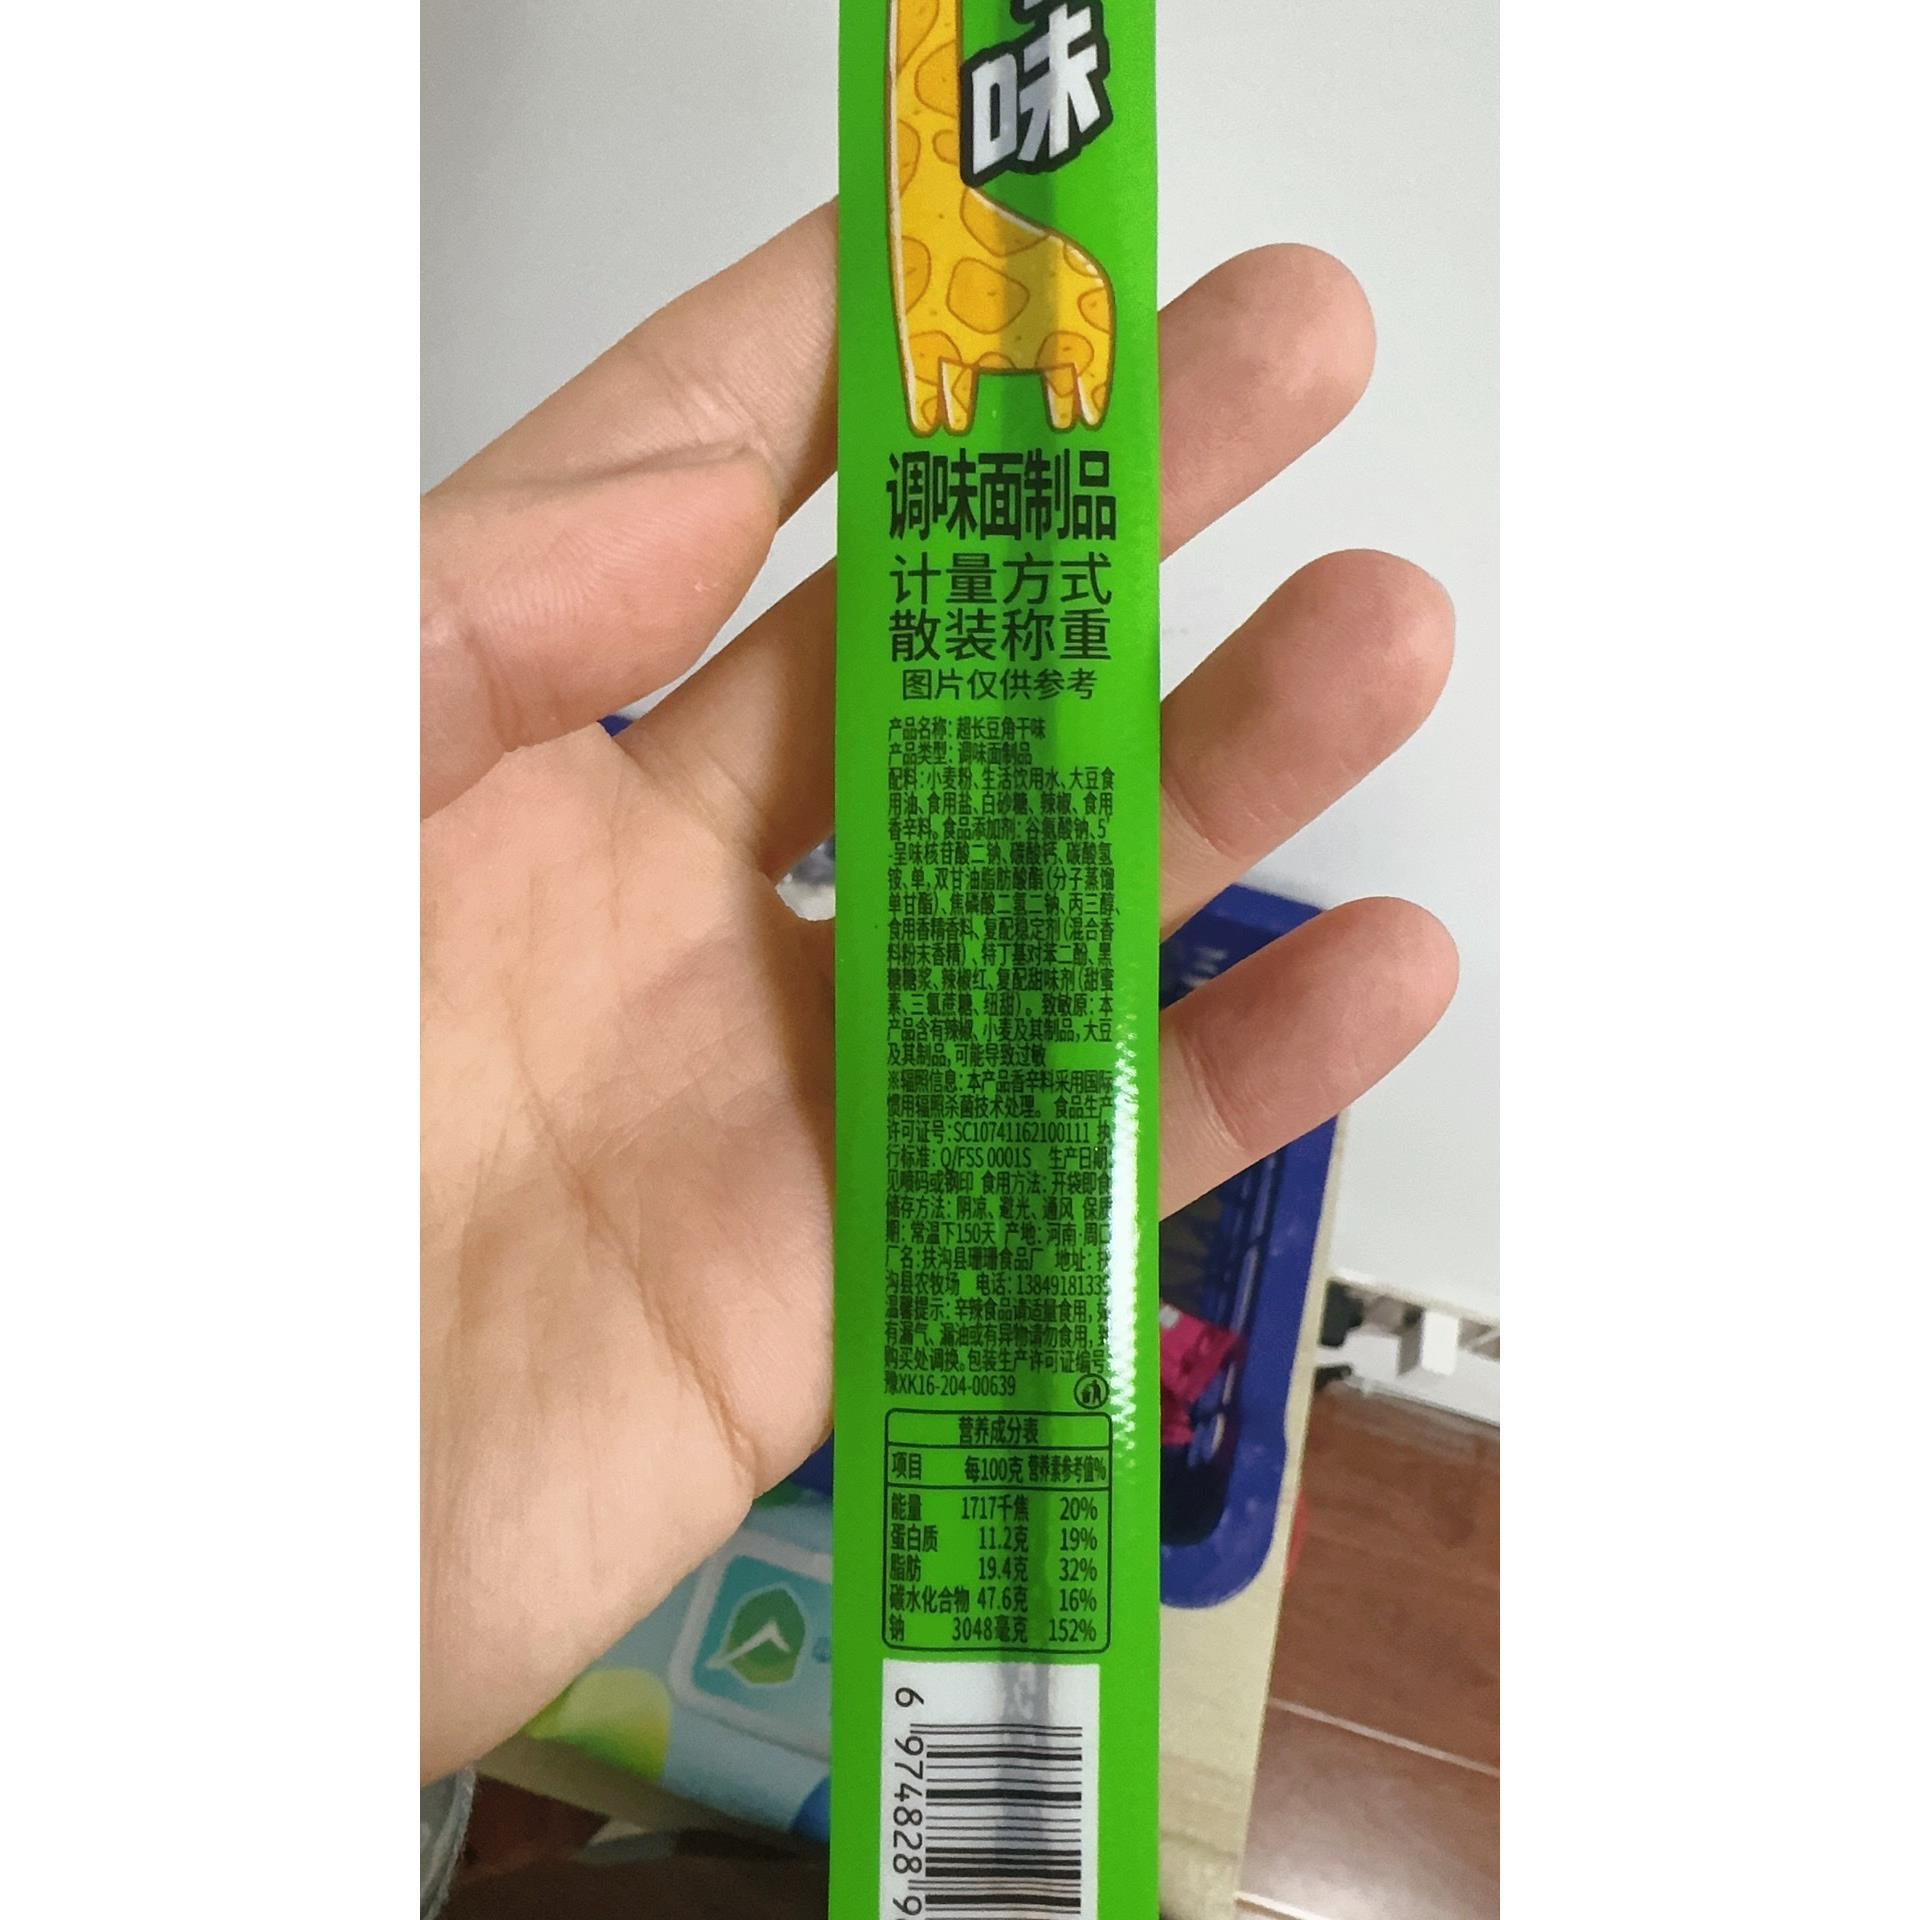 味
调味面制品
计量方式
散装称重
图片仅供参考
产品名称:超长豆角干味
产品类型:调味面制品
配料:小麦粉、生活饮用水、大豆食
用油、食用盐、白砂糖、辣椒、食用
香辛料。食品添加剂:谷氨酸钠、5'
-呈味核苷酸二钠、碳酸钙、碳酸氢
铵、单,双甘油脂肪酸酯(分子蒸馏
单甘酯)、焦磷酸二氢二钠、丙三醇、
食用香精香料、复配稳定剂(混合香
料粉末香精)、特丁基对苯二酚、黑
糖糖浆、辣椒红、复配甜味剂(甜蜜
素、三氯蔗糖、纽甜)。致敏原:本
产品含有辣椒、小麦及其制品,大豆
及其制品,可能导致过敏
※辐照信息:本产品香辛料采用国际
惯用辐照杀菌技术处理。 食品生产
许可证号:SC10741162100111 执
行标准:Q/FSS 0001S 生产日期:
见喷码或钢印 食用方法:开袋即食
储存方法:阴凉、避光、通风 保质
期:常温下150天 产地:河南·周口
厂名:扶沟县珊珊食品厂 地址:扶
沟县农牧场 电话:13849181339
温馨提示:辛辣食品请适量食用,如
有漏气、漏油或有异物请勿食用,到
购买处调换。包装生产许可证编号:
豫XK16-204-00639
营养成分表
项目 每100克 营养素参考值%
能量 1717千焦 20%
蛋白质 11.2克 19%
脂肪 19.4克 32%
碳水化合物 47.6克 16%
钠 3048毫克 152%
6 974828 9